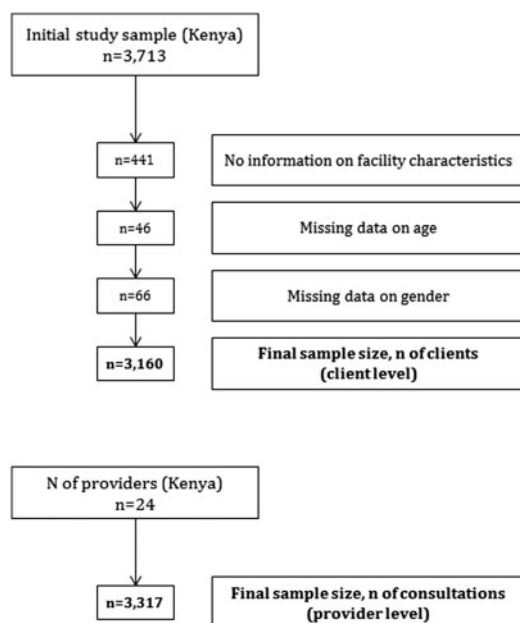 Initial study sample (Kenya)
n=3,713
n=441
No information on facility characteristics
n=46
Missing data on age
n=66
Missing data on gender
n=3,160
Final sample size, n of clients
(client level)
N of providers (Kenya)
n=24
n=3,317
Final sample size, n of consultations
(provider level)